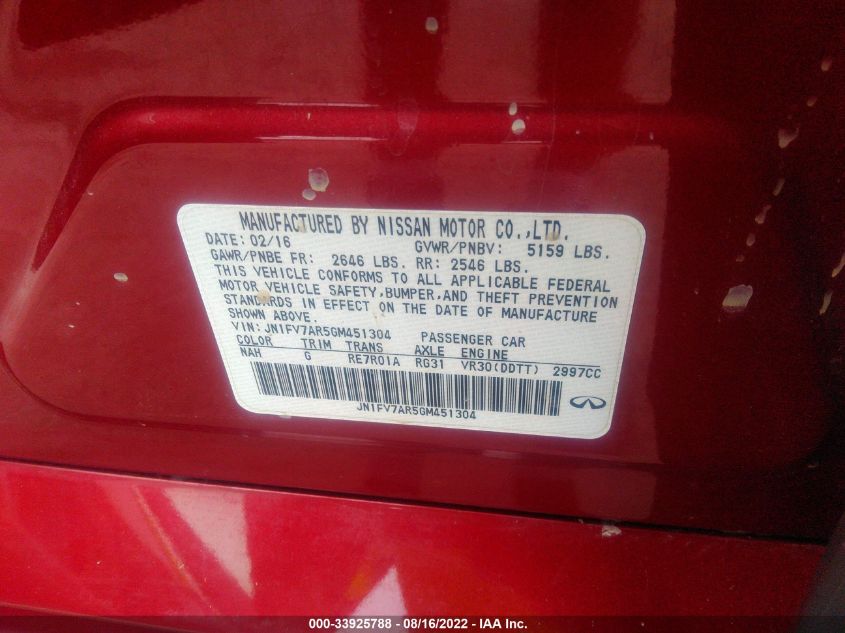 MANUFACTURED BY NISSAN MOTOR CO.,LTD.
DATE: 02/16 GVWR/PNBV: 5159 LBS.
GAWR/PNBE FR: 2646 LBS. RR: 2546 LBS.
THIS VEHICLE CONFORMS TO ALL APPLICABLE FEDERAL
MOTOR VEHICLE SAFETY,BUMPER,AND THEFT PREVENTION
STANDARDS IN EFFECT ON THE DATE OF MANUFACTURE
SHOWN ABOVE.
VIN: JN1FV7AR5GM451304 PASSENGER CAR
COLOR TRIM TRANS AXLE ENGINE
NAH G RE7R01A RG31 VR30(DDTT) 2997CC
JN1FV7AR5GM451304
000-33925788 - 08/16/2022 - IAA Inc.